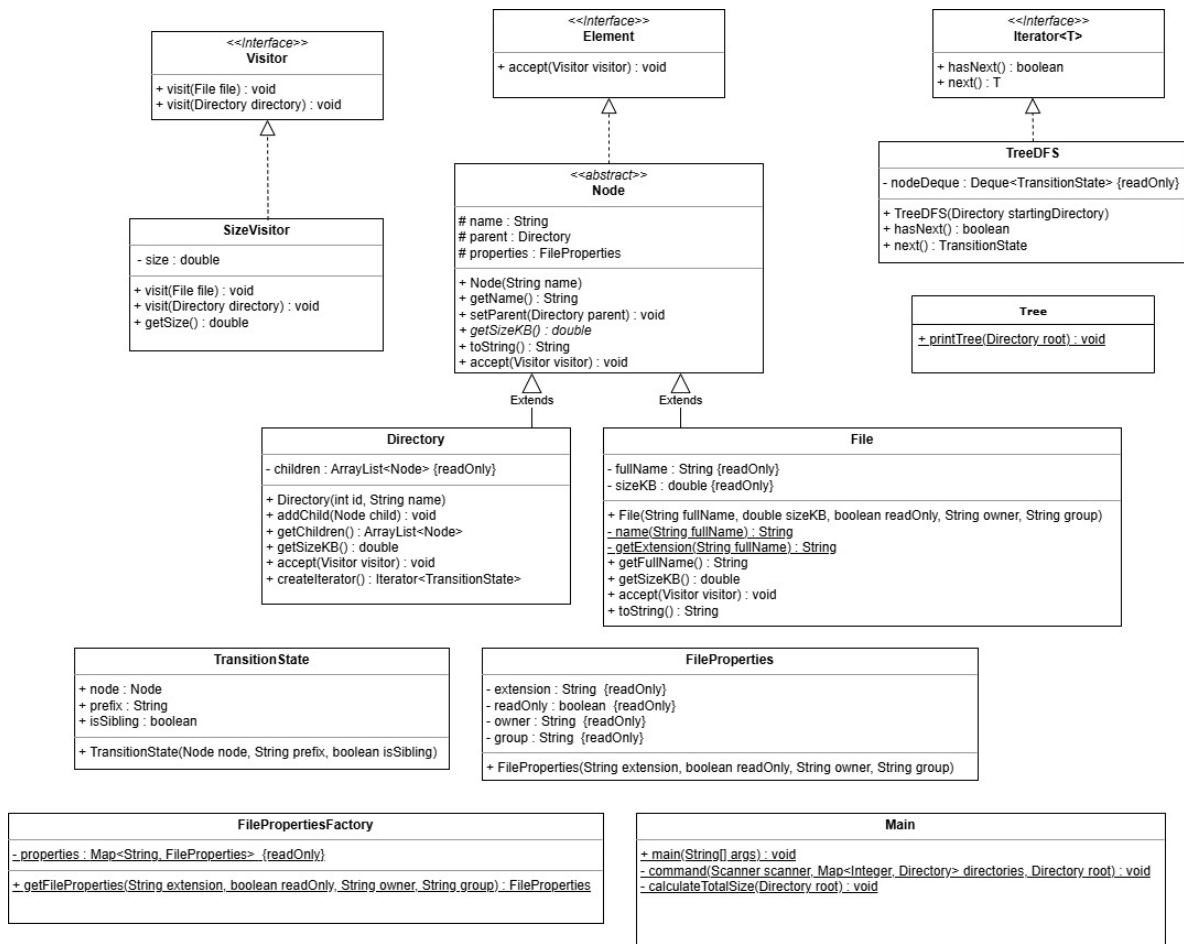 <<Interface>>
Visitor
+ visit(File file) : void
+ visit(Directory directory) : void
<<Interface>>
Element
+ accept(Visitor visitor) : void
<<Interface>>
Iterator<T>
+ hasNext() : boolean
+ next() : T
SizeVisitor
- size : double
+ visit(File file) : void
+ visit(Directory directory) : void
+ getSize() : double
<<abstract>>
Node
# name : String
# parent : Directory
# properties : FileProperties
+ Node(String name)
+ getName() : String
+ setParent(Directory parent) : void
+ getSizeKB() : double
+ toString() : String
+ accept(Visitor visitor) : void
TreeDFS
- nodeDeque : Deque<TransitionState> {readOnly}
+ TreeDFS(Directory startingDirectory)
+ hasNext() : boolean
+ next() : TransitionState
Tree
+ printTree(Directory root) : void
Extends
Extends
Directory
- children : ArrayList<Node> {readOnly}
+ Directory(int id, String name)
+ addChild(Node child) : void
+ getChildren() : ArrayList<Node>
+ getSizeKB() : double
+ accept(Visitor visitor) : void
+ createIterator() : Iterator<TransitionState>
File
- fullName : String {readOnly}
- sizeKB : double {readOnly}
+ File(String fullName, double sizeKB, boolean readOnly, String owner, String group)
- name(String fullName) : String
- getExtension(String fullName) : String
+ getFullName() : String
+ getSizeKB() : double
+ accept(Visitor visitor) : void
+ toString() : String
TransitionState
+ node : Node
+ prefix : String
+ isSibling : boolean
+ TransitionState(Node node, String prefix, boolean isSibling)
FileProperties
- extension : String {readOnly}
- readOnly : boolean {readOnly}
- owner : String {readOnly}
- group : String {readOnly}
+ FileProperties(String extension, boolean readOnly, String owner, String group)
FilePropertiesFactory
- properties : Map<String, FileProperties> {readOnly}
+ getFileProperties(String extension, boolean readOnly, String owner, String group) : FileProperties
Main
+ main(String[] args) : void
- command(Scanner scanner, Map<Integer, Directory> directories, Directory root) : void
- calculateTotalSize(Directory root) : void